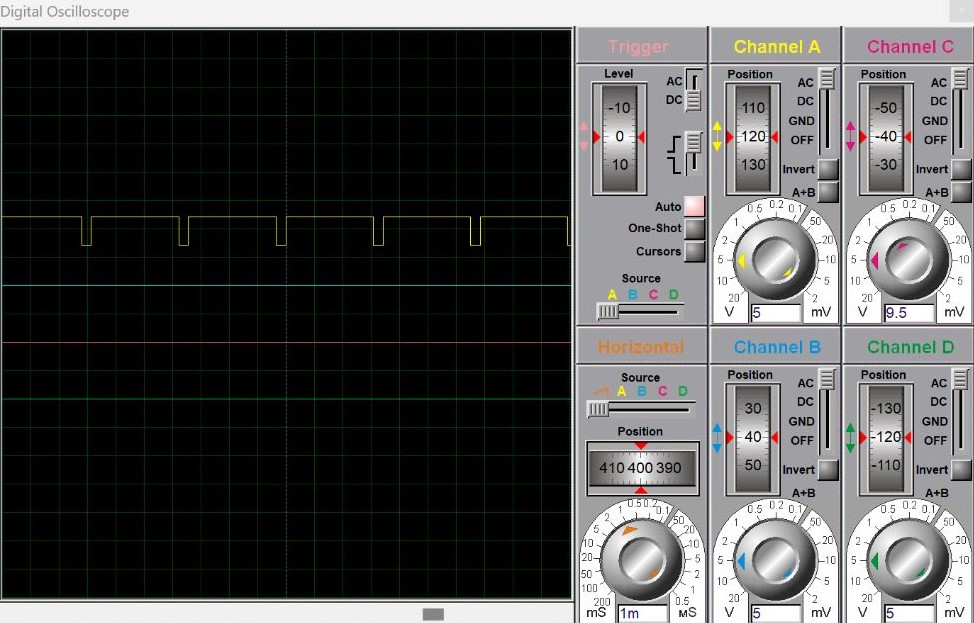 Digital Oscilloscope
Trigger
Level
AC
DC
-10
0
10
Auto
One-Shot
Cursors
Source
A B C D
Channel A
Position
AC
DC
GND
OFF
110
120
130
Invert
A+B
20 10 5 2 1 0.5 0.2 0.1 50 20 10 5 2
V 5 mV
Channel C
Position
AC
DC
GND
OFF
-50
-40
-30
Invert
A+B
20 10 5 2 1 0.5 0.2 0.1 50 20 10 5 2
V 9.5 mV
Horizontal
Source
A B C D
Position
410 400 390
200 100 50 20 10 5 2 1 0.5 0.2 0.1 50 20 10 5 2 1 0.5
mS 1m µS
Channel B
Position
AC
DC
GND
OFF
30
40
50
Invert
A+B
20 10 5 2 1 0.5 0.2 0.1 50 20 10 5 2
V 5 mV
Channel D
Position
AC
DC
GND
OFF
-130
-120
-110
Invert
A+B
20 10 5 2 1 0.5 0.2 0.1 50 20 10 5 2
V 5 mV